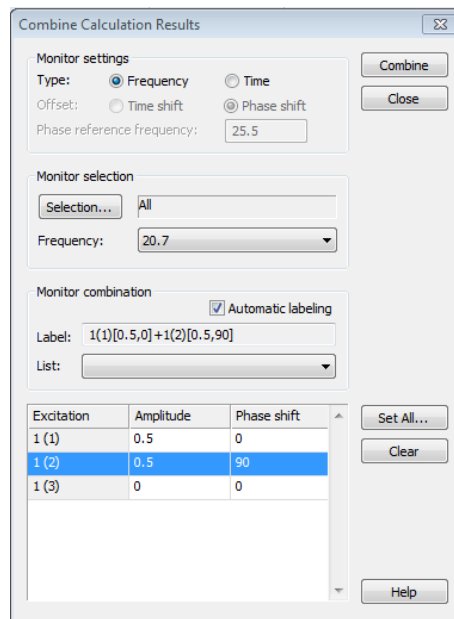 Combine Calculation Results
Monitor settings
Type: Frequency Time
Offset: Time shift Phase shift
Phase reference frequency: 25.5
Combine
Close
Monitor selection
Selection... All
Frequency: 20.7
Monitor combination
Automatic labeling
Label: 1(1)[0.5,0]+1(2)[0.5,90]
List:
Excitation Amplitude Phase shift
1 (1) 0.5 0
1 (2) 0.5 90
1 (3) 0 0
Set All...
Clear
Help